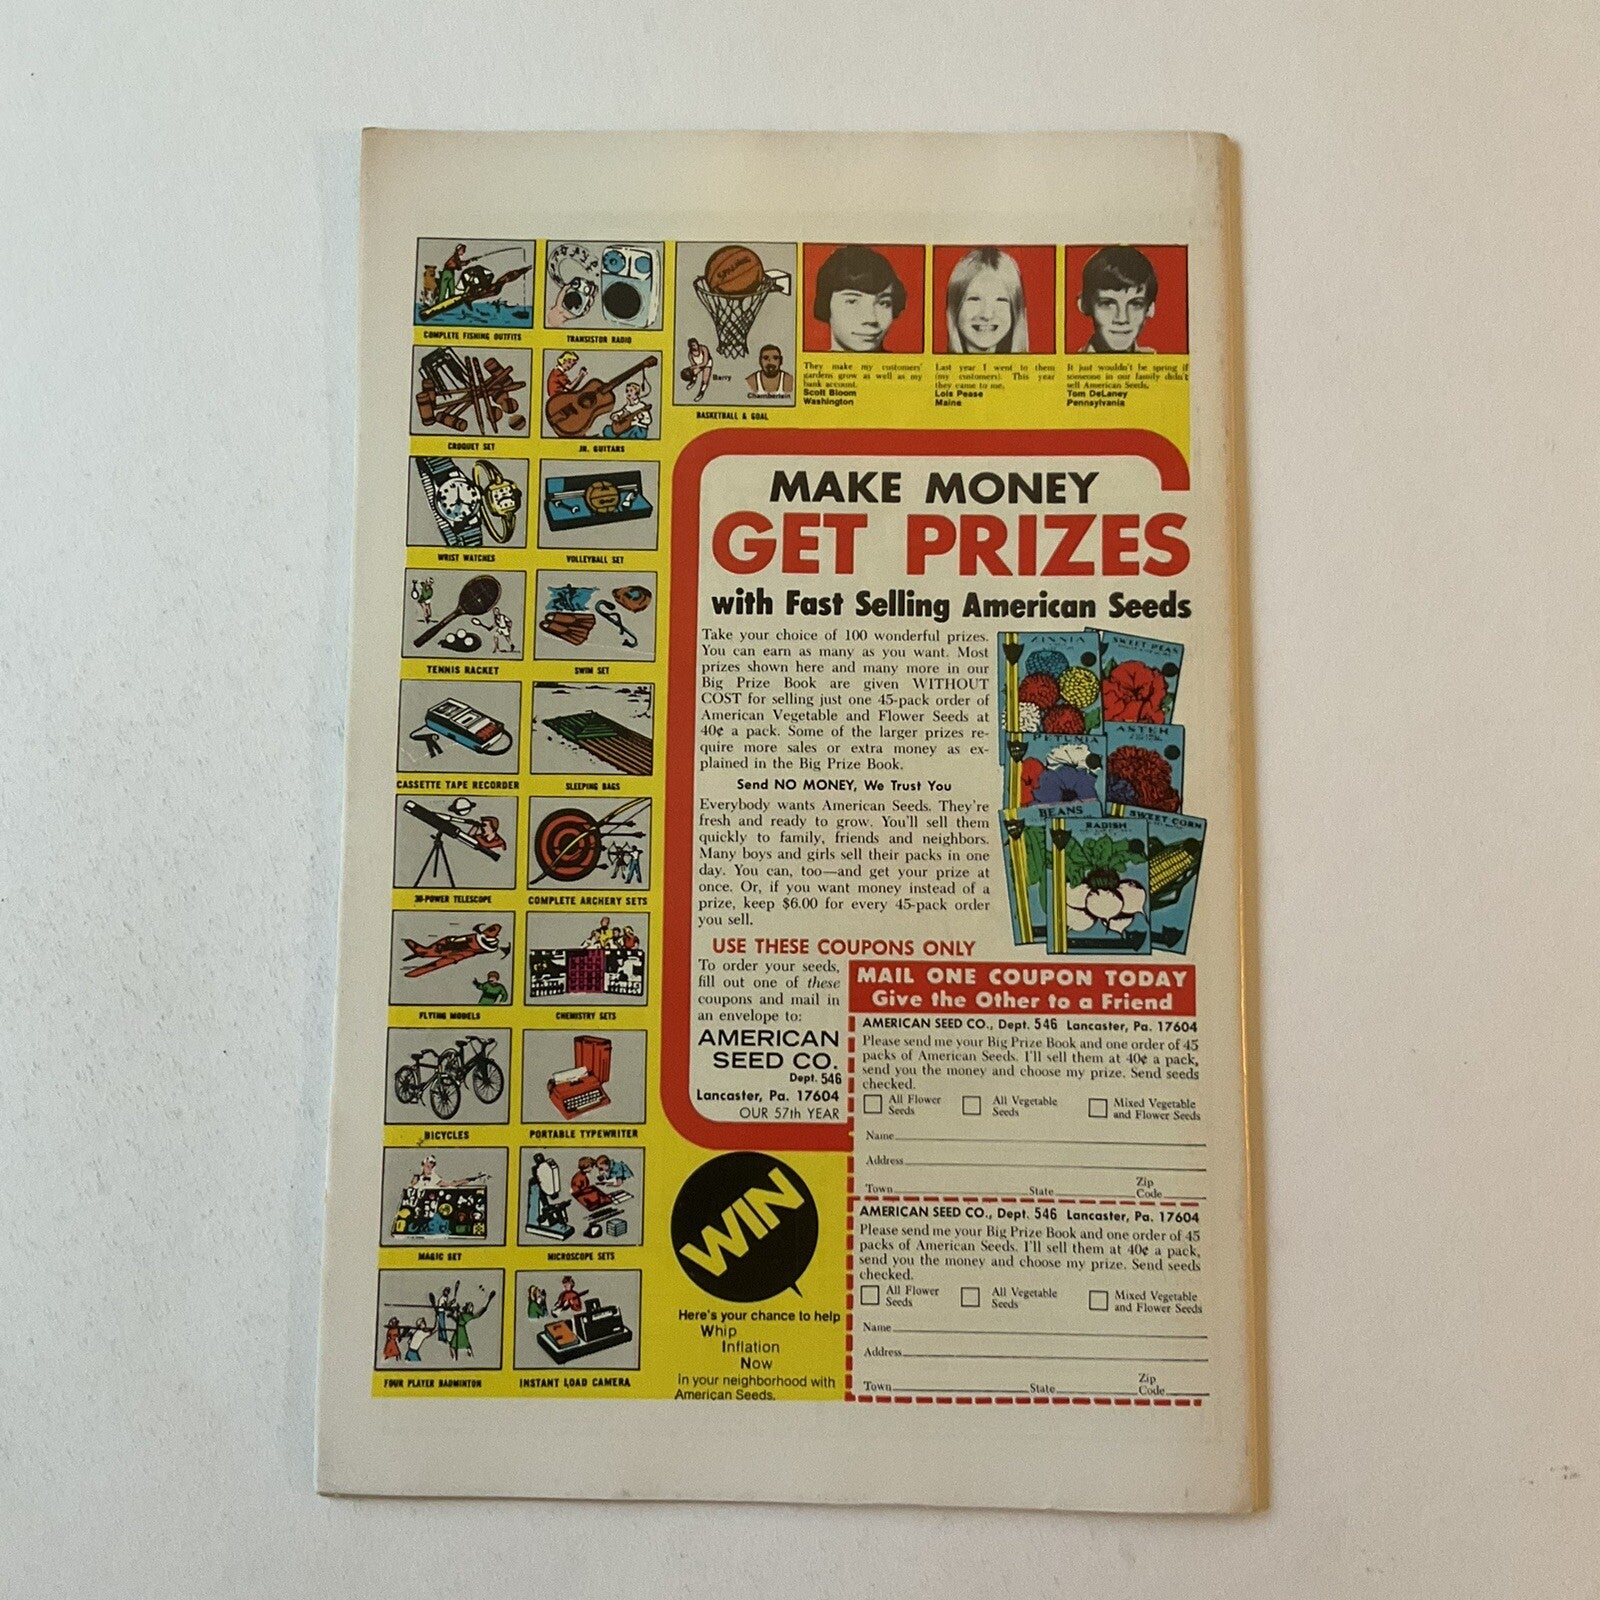 COMPLETE FISHING OUTFITS
TRANSISTOR RADIO
SPALDING
Barry
Chamberlain
BASKETBALL & GOAL
They make my customers'
gardens grow as well as my
bank account.
Scott Bloom
Washington
Last year I went to them
(my customers). This year
they came to me.
Lois Pease
Maine
It just wouldn't be spring if
someone in our family didn't
sell American Seeds.
Tom DeLaney
Pennsylvania
CROQUET SET
JR. GUITARS
WRIST WATCHES
VOLLEYBALL SET
TENNIS RACKET
SWIM SET
CASSETTE TAPE RECORDER
SLEEPING BAGS
30-POWER TELESCOPE
COMPLETE ARCHERY SETS
FLYING MODELS
CHEMISTRY SETS
BICYCLES
PORTABLE TYPEWRITER
MAGIC SET
MICROSCOPE SETS
FOUR PLAYER BADMINTON
INSTANT LOAD CAMERA
MAKE MONEY
GET PRIZES
with Fast Selling American Seeds
Take your choice of 100 wonderful prizes.
You can earn as many as you want. Most
prizes shown here and many more in our
Big Prize Book are given WITHOUT
COST for selling just one 45-pack order of
American Vegetable and Flower Seeds at
40¢ a pack. Some of the larger prizes re-
quire more sales or extra money as ex-
plained in the Big Prize Book.
Send NO MONEY, We Trust You
Everybody wants American Seeds. They're
fresh and ready to grow. You'll sell them
quickly to family, friends and neighbors.
Many boys and girls sell their packs in one
day. You can, too—and get your prize at
once. Or, if you want money instead of a
prize, keep $6.00 for every 45-pack order
you sell.
ZINNIA
SWEET PEAS
PETUNIA
ASTER
BEANS
RADISH
SWEET CORN
USE THESE COUPONS ONLY
To order your seeds,
fill out one of these
coupons and mail in
an envelope to:
AMERICAN
SEED CO.
Dept. 546
Lancaster, Pa. 17604
OUR 57th YEAR
MAIL ONE COUPON TODAY
Give the Other to a Friend
AMERICAN SEED CO., Dept. 546 Lancaster, Pa. 17604
Please send me your Big Prize Book and one order of 45
packs of American Seeds. I'll sell them at 40¢ a pack,
send you the money and choose my prize. Send seeds
checked.
All Flower Seeds
All Vegetable Seeds
Mixed Vegetable and Flower Seeds
Name
Address
Town State Zip Code
AMERICAN SEED CO., Dept. 546 Lancaster, Pa. 17604
Please send me your Big Prize Book and one order of 45
packs of American Seeds. I'll sell them at 40¢ a pack,
send you the money and choose my prize. Send seeds
checked.
All Flower Seeds
All Vegetable Seeds
Mixed Vegetable and Flower Seeds
Name
Address
Town State Zip Code
WIN
Here's your chance to help
Whip
Inflation
Now
In your neighborhood with
American Seeds.